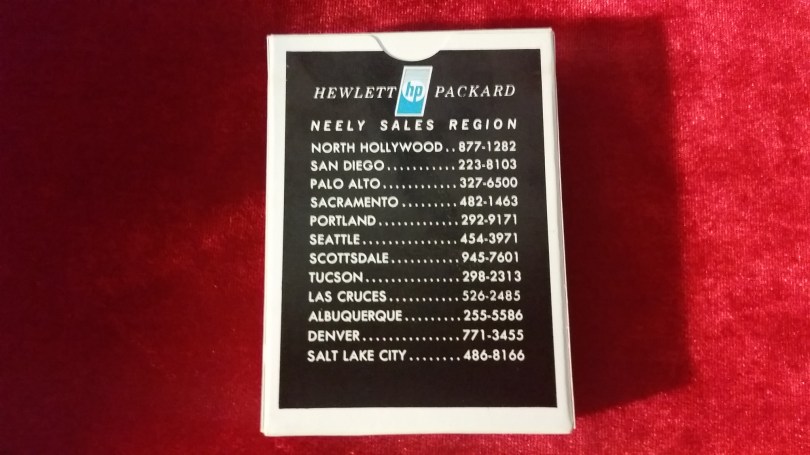 HEWLETT hp PACKARD
NEELY SALES REGION
NORTH HOLLYWOOD..877-1282
SAN DIEGO...........223-8103
PALO ALTO............327-6500
SACRAMENTO.........482-1463
PORTLAND.............292-9171
SEATTLE...............454-3971
SCOTTSDALE...........945-7601
TUCSON...............298-2313
LAS CRUCES...........526-2485
ALBUQUERQUE.........255-5586
DENVER................771-3455
SALT LAKE CITY........486-8166